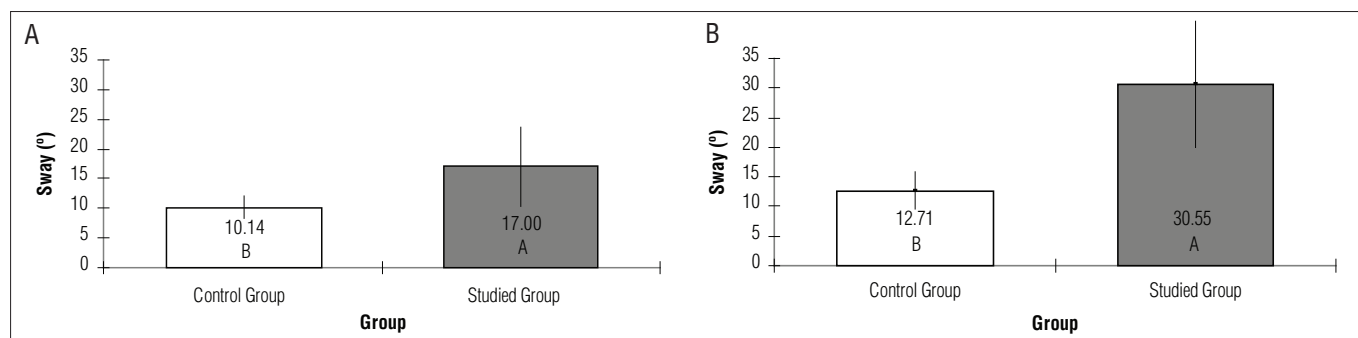 A
35
30
25
20
15
10
5
0
Sway (º)
10.14
B
17.00
A
Control Group
Studied Group
Group
B
35
30
25
20
15
10
5
0
Sway (º)
12.71
B
30.55
A
Control Group
Studied Group
Group